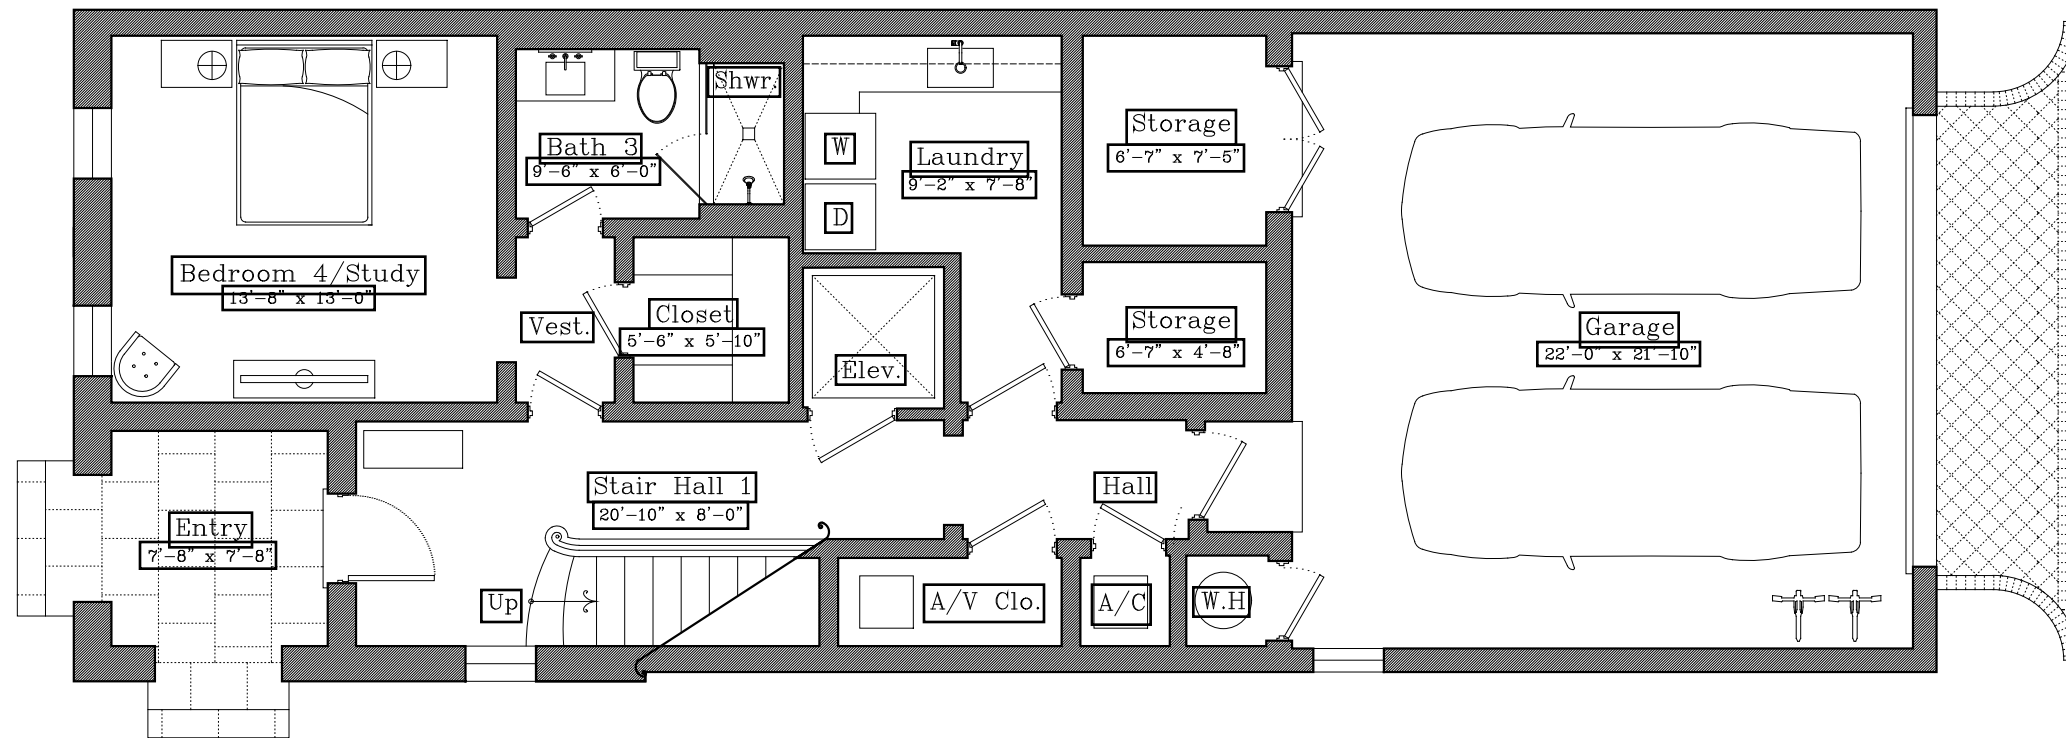 Shwr.
Bath 3
9'-6" x 6'-0"
W
D
Laundry
9'-2" x 7'-8"
Storage
6'-7" x 7'-5"
Bedroom 4/Study
13'-8" x 13'-0"
Vest.
Closet
5'-6" x 5'-10"
Elev.
Storage
6'-7" x 4'-8"
Garage
22'-0" x 21'-10"
Entry
7'-8" x 7'-8"
Stair Hall 1
20'-10" x 8'-0"
Hall
Up
A/V Clo.
A/C
W.H